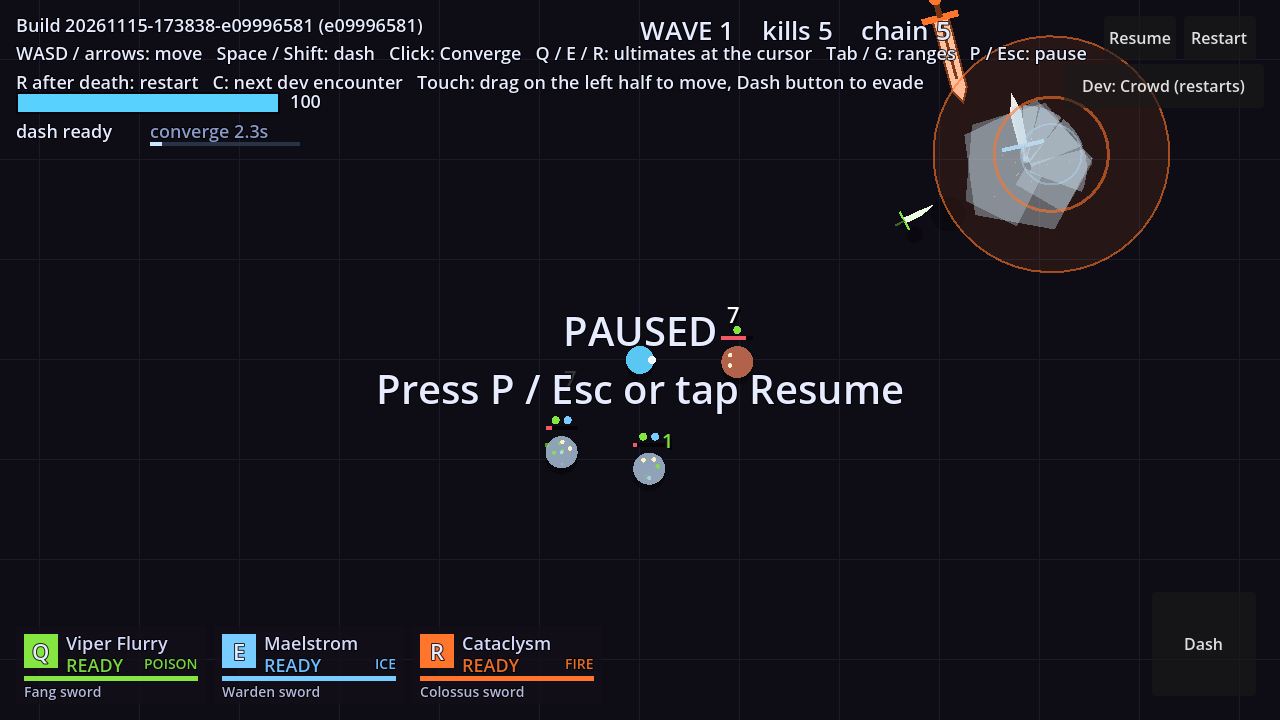 Build 20261115-173838-e09996581 (e09996581)
WAVE 1 kills 5 chain 5
Resume
Restart
WASD / arrows: move Space / Shift: dash Click: Converge Q / E / R: ultimates at the cursor Tab / G: ranges P / Esc: pause
R after death: restart C: next dev encounter Touch: drag on the left half to move, Dash button to evade
Dev: Crowd (restarts)
100
dash ready
converge 2.3s
7
PAUSED
7
Press P / Esc or tap Resume
1
Q
Viper Flurry
READY
POISON
Fang sword
E
Maelstrom
READY
ICE
Warden sword
R
Cataclysm
READY
FIRE
Colossus sword
Dash